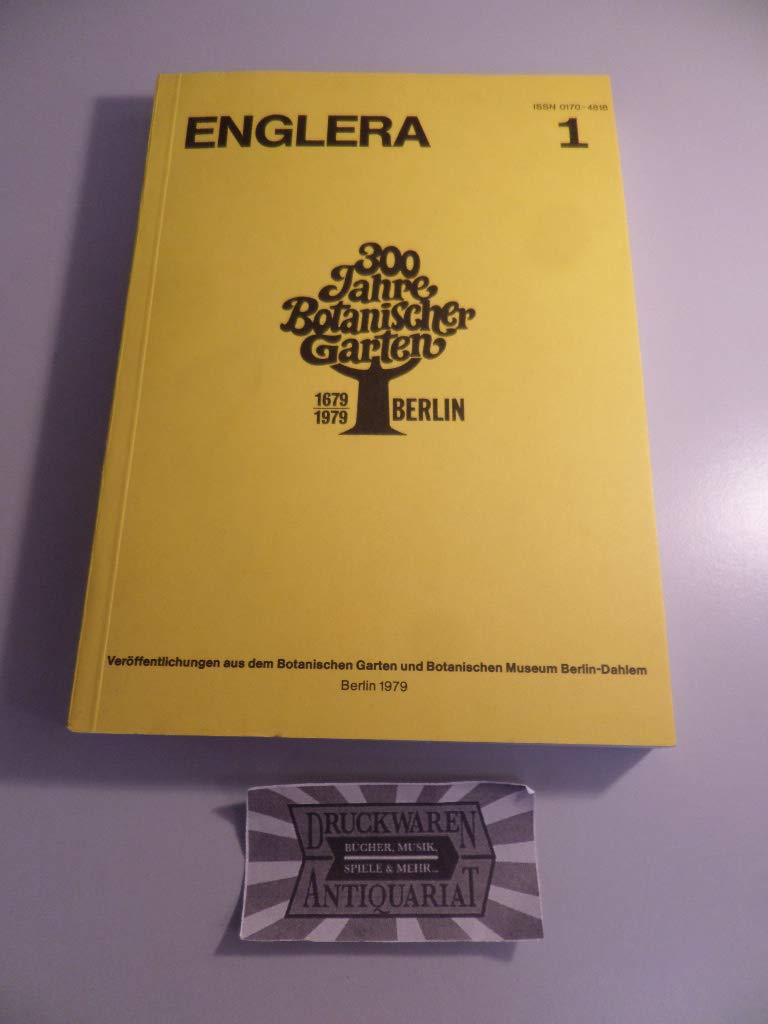 ISSN 0170-4818
ENGLERA 1
300
Jahre
Botanischer
Garten
1679
1979
BERLIN
Veröffentlichungen aus dem Botanischen Garten und Botanischen Museum Berlin-Dahlem
Berlin 1979
DRUCKWAREN
BÜCHER, MUSIK,
SPIELE & MEHR...
ANTIQUARIAT